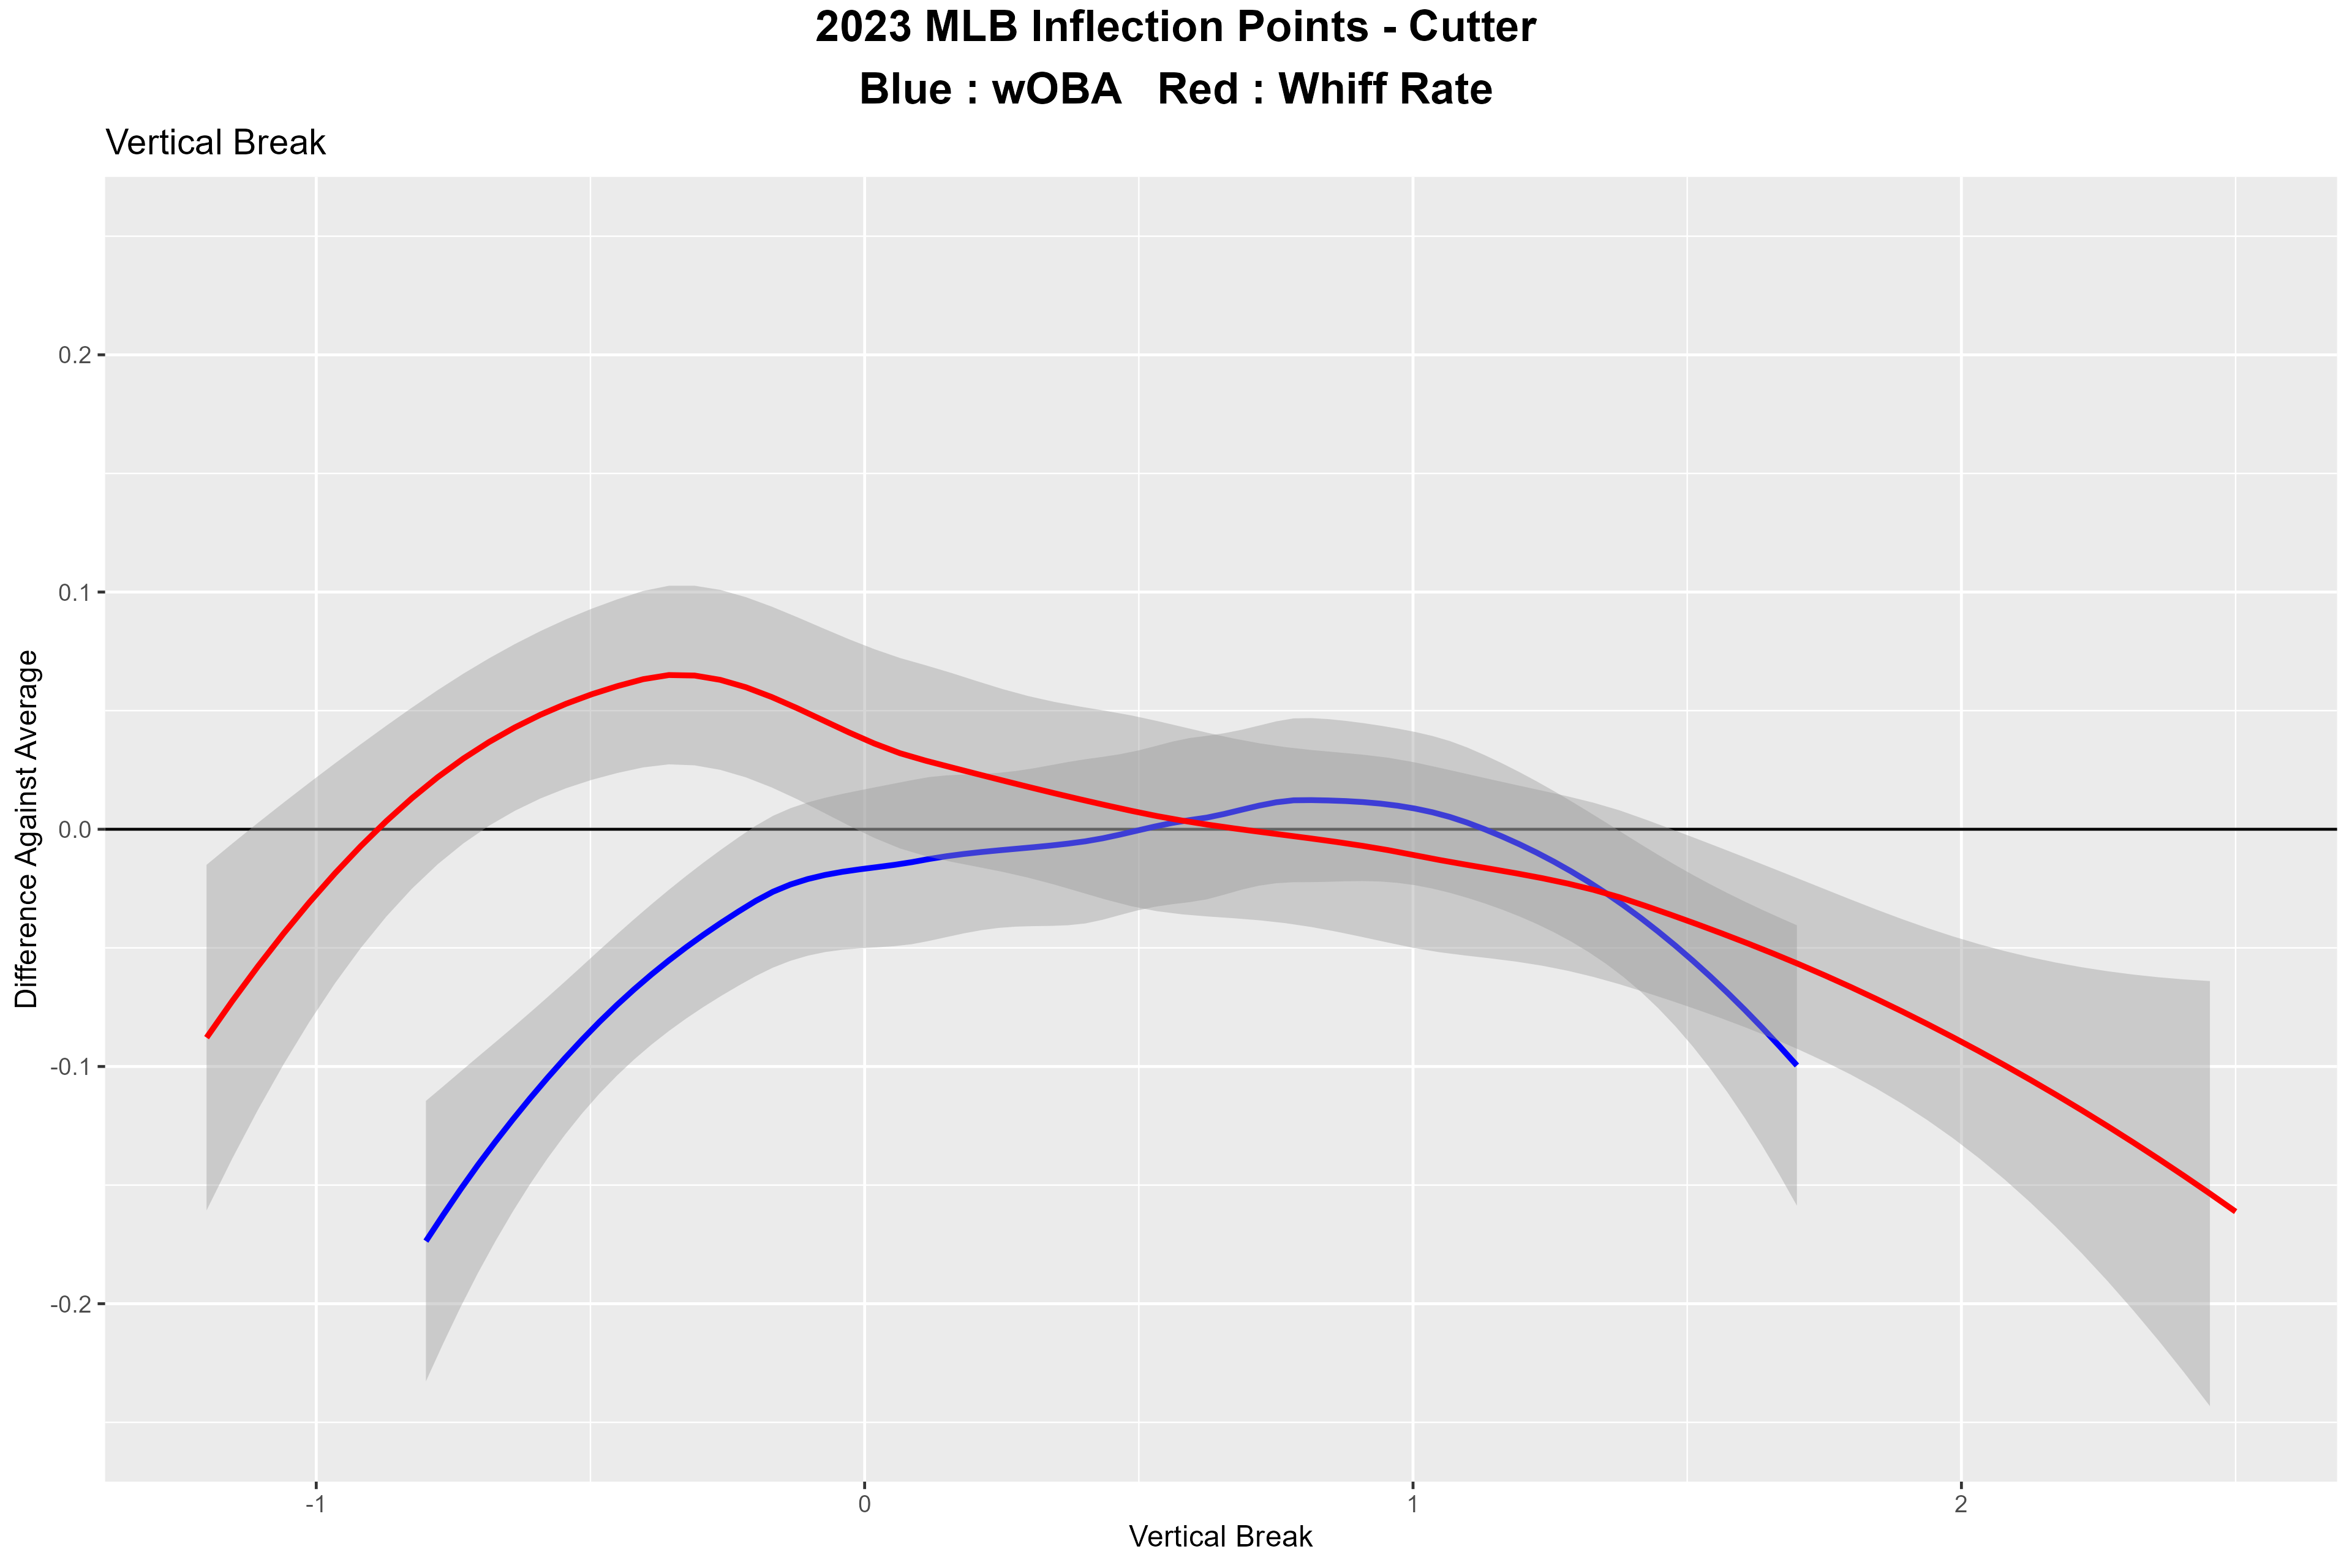 2023 MLB Inflection Points - Cutter
Blue : wOBA   Red : Whiff Rate
Vertical Break
Difference Against Average
0.2
0.1
0.0
-0.1
-0.2
-1
0
1
2
Vertical Break